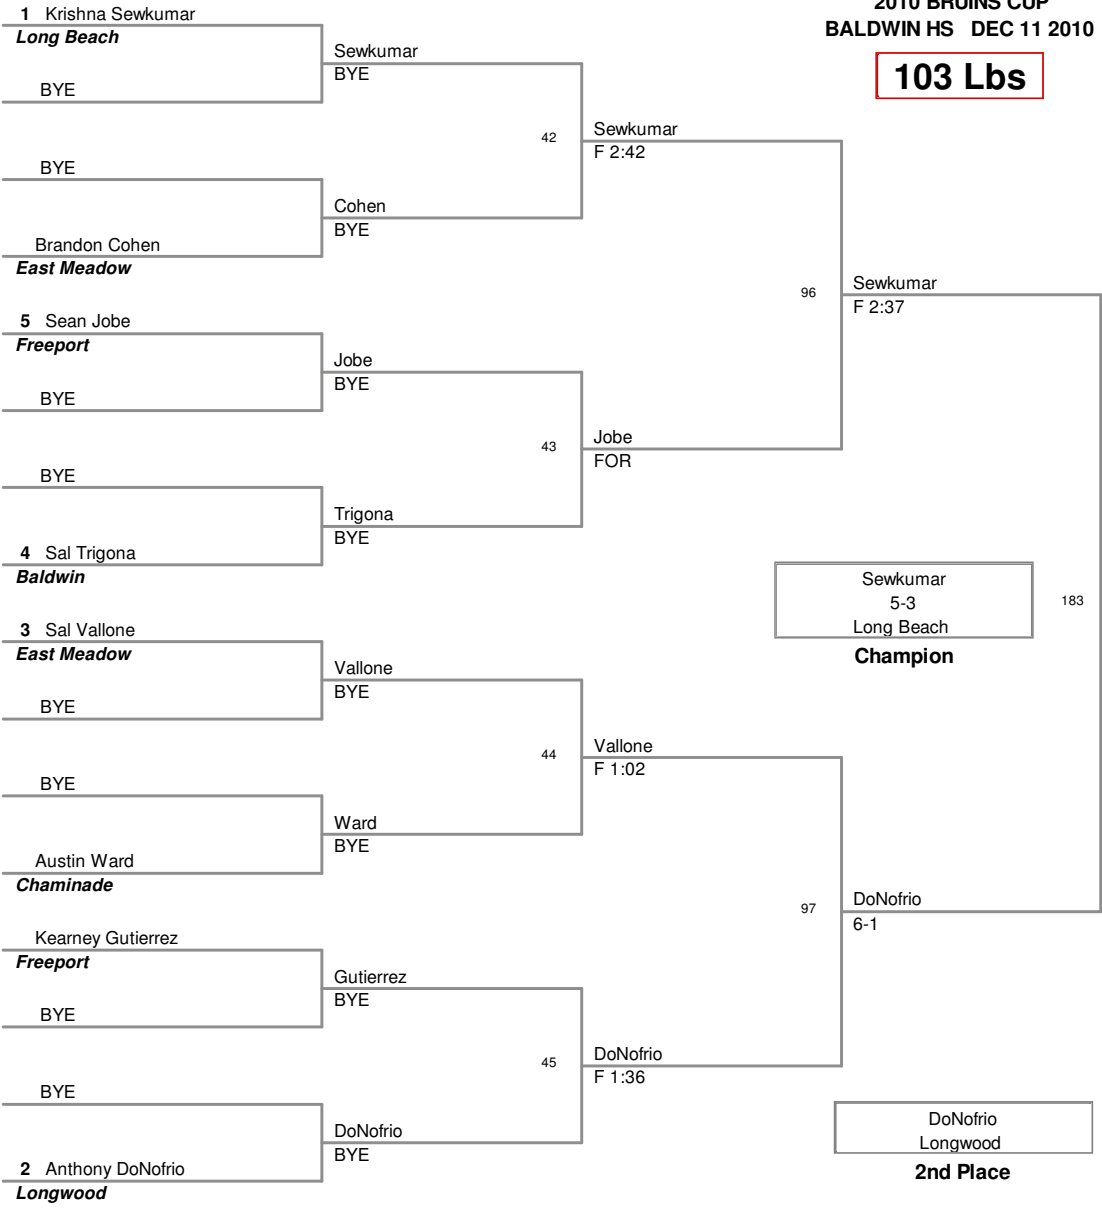 2010 BRUINS CUP
BALDWIN HS DEC 11 2010
103 Lbs
1 Krishna Sewkumar
Long Beach
BYE
BYE
Brandon Cohen
East Meadow
5 Sean Jobe
Freeport
BYE
BYE
4 Sal Trigona
Baldwin
3 Sal Vallone
East Meadow
BYE
BYE
Austin Ward
Chaminade
Kearney Gutierrez
Freeport
BYE
BYE
2 Anthony DoNofrio
Longwood
Sewkumar
BYE
Cohen
BYE
Jobe
BYE
Trigona
BYE
Vallone
BYE
Ward
BYE
Gutierrez
BYE
DoNofrio
BYE
42
43
44
45
Sewkumar
F 2:42
Jobe
FOR
Vallone
F 1:02
DoNofrio
F 1:36
96
97
Sewkumar
F 2:37
DoNofrio
6-1
183
Sewkumar
5-3
Long Beach
Champion
DoNofrio
Longwood
2nd Place